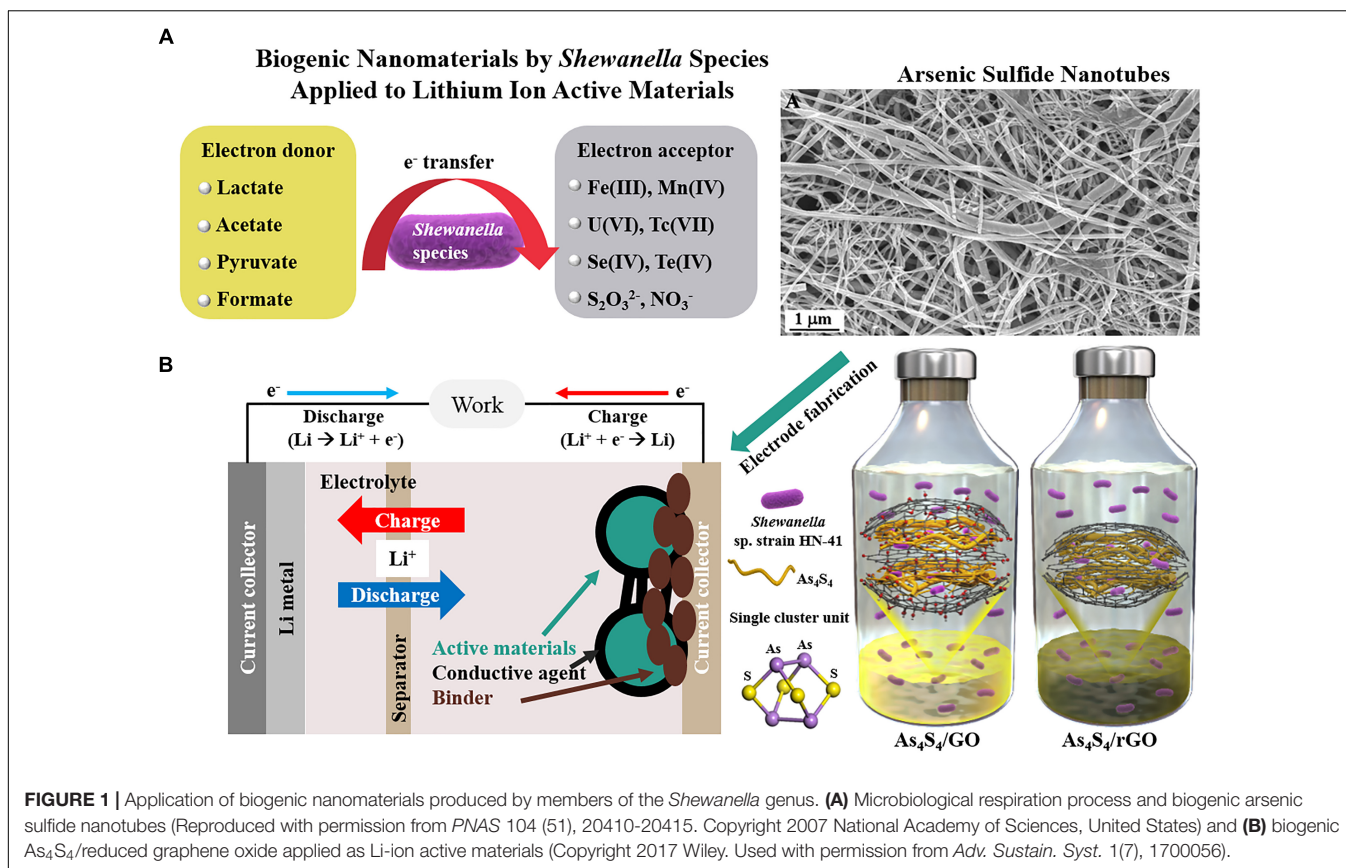 A
Biogenic Nanomaterials by Shewanella Species
Applied to Lithium Ion Active Materials
Electron donor
Lactate
Acetate
Pyruvate
Formate
e⁻ transfer
Shewanella
species
Electron acceptor
Fe(III), Mn(IV)
U(VI), Tc(VII)
Se(IV), Te(IV)
S₂O₃²⁻, NO₃⁻
Arsenic Sulfide Nanotubes
A
1 μm
B
e⁻
Discharge
(Li → Li⁺ + e⁻)
Work
e⁻
Charge
(Li⁺ + e⁻ → Li)
Current collector
Li metal
Electrolyte
Charge
Li⁺
Discharge
Separator
Active materials
Conductive agent
Binder
Current collector
Electrode fabrication
Shewanella
sp. strain HN-41
As₄S₄
Single cluster unit
As As
S S
As₄S₄/GO
As₄S₄/rGO
FIGURE 1 | Application of biogenic nanomaterials produced by members of the Shewanella genus. (A) Microbiological respiration process and biogenic arsenic
sulfide nanotubes (Reproduced with permission from PNAS 104 (51), 20410-20415. Copyright 2007 National Academy of Sciences, United States) and (B) biogenic
As₄S₄/reduced graphene oxide applied as Li-ion active materials (Copyright 2017 Wiley. Used with permission from Adv. Sustain. Syst. 1(7), 1700056).